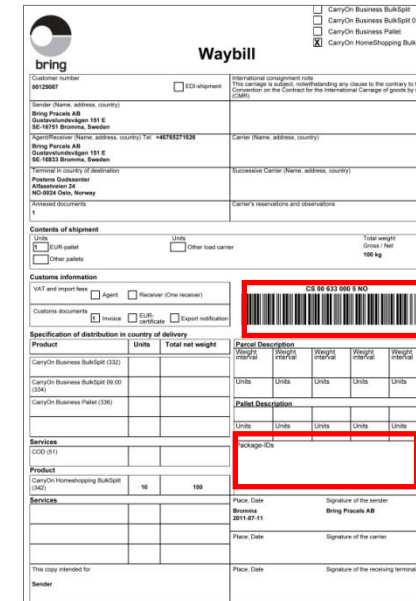 CarryOn Business BulkSplit
CarryOn Business BulkSplit 0
CarryOn Business Pallet
X CarryOn HomeShopping Bulk
bring
Waybill
Customer number
00129087
EDI-shipment
International consignment note
This carriage is subject, notwithstanding any clause to the contrary to t
Convention on the Contract for the International Carriage of goods by
(CMR)
Sender (Name, address, country)
Bring Pracels AB
Gustavslundsvägen 151 E
SE-16751 Bromma, Sweden
Agent/Receiver (Name, address, country) Tel: +46765271626
Bring Parcels AB
Gustavslundsvägen 151 E
SE-16833 Bromma, Sweden
Carrier (Name, address, country)
Terminal in country of destination
Postens Godssenter
Alfasetveien 24
NO-0024 Oslo, Norway
Successive Carrier (Name, address, country)
Annexed documents
1
Carrier's reservations and observations
Contents of shipment
Units
1 EUR-pallet
Other pallets
Units
Other load carrier
Total weight
Gross / Net
100 kg
Customs information
VAT and import fees
Agent
Receiver (One receiver)
Customs documents
1 Invoice
EUR-certificate
Export notification
CS 00 633 000 5 NO
Specification of distribution in country of delivery
Product Units Total net weight
CarryOn Business BulkSplit (332)
CarryOn Business BulkSplit 09.00
(334)
CarryOn Business Pallet (336)
Parcel Description
Weight interval Weight interval Weight interval Weight interval Weight interval
Units Units Units Units Units
Pallet Description
Units Units Units Units Units
Services
COD (51)
Package-IDs
Product
CarryOn Homeshopping BulkSplit
(342) 10 100
Services
Place, Date Signature of the sender
Bromma Bring Pracels AB
2011-07-11
Place, Date Signature of the carrier
This copy intended for
Sender
Place, Date Signature of the receiving terminal